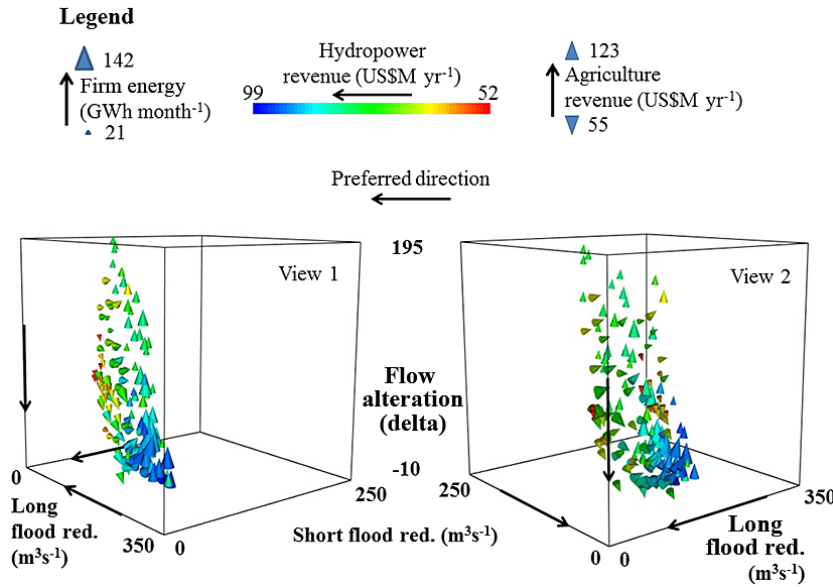 Legend
142
Firm energy
(GWh month⁻¹)
21
Hydropower
revenue (US$M yr⁻¹)
99
52
123
Agriculture
revenue (US$M yr⁻¹)
55
Preferred direction
View 1
195
View 2
Flow
alteration
(delta)
-10
0
Long
flood red.
(m³s⁻¹)
350
0
250
Short flood red. (m³s⁻¹)
250
0
0
350
Long
flood red.
(m³s⁻¹)